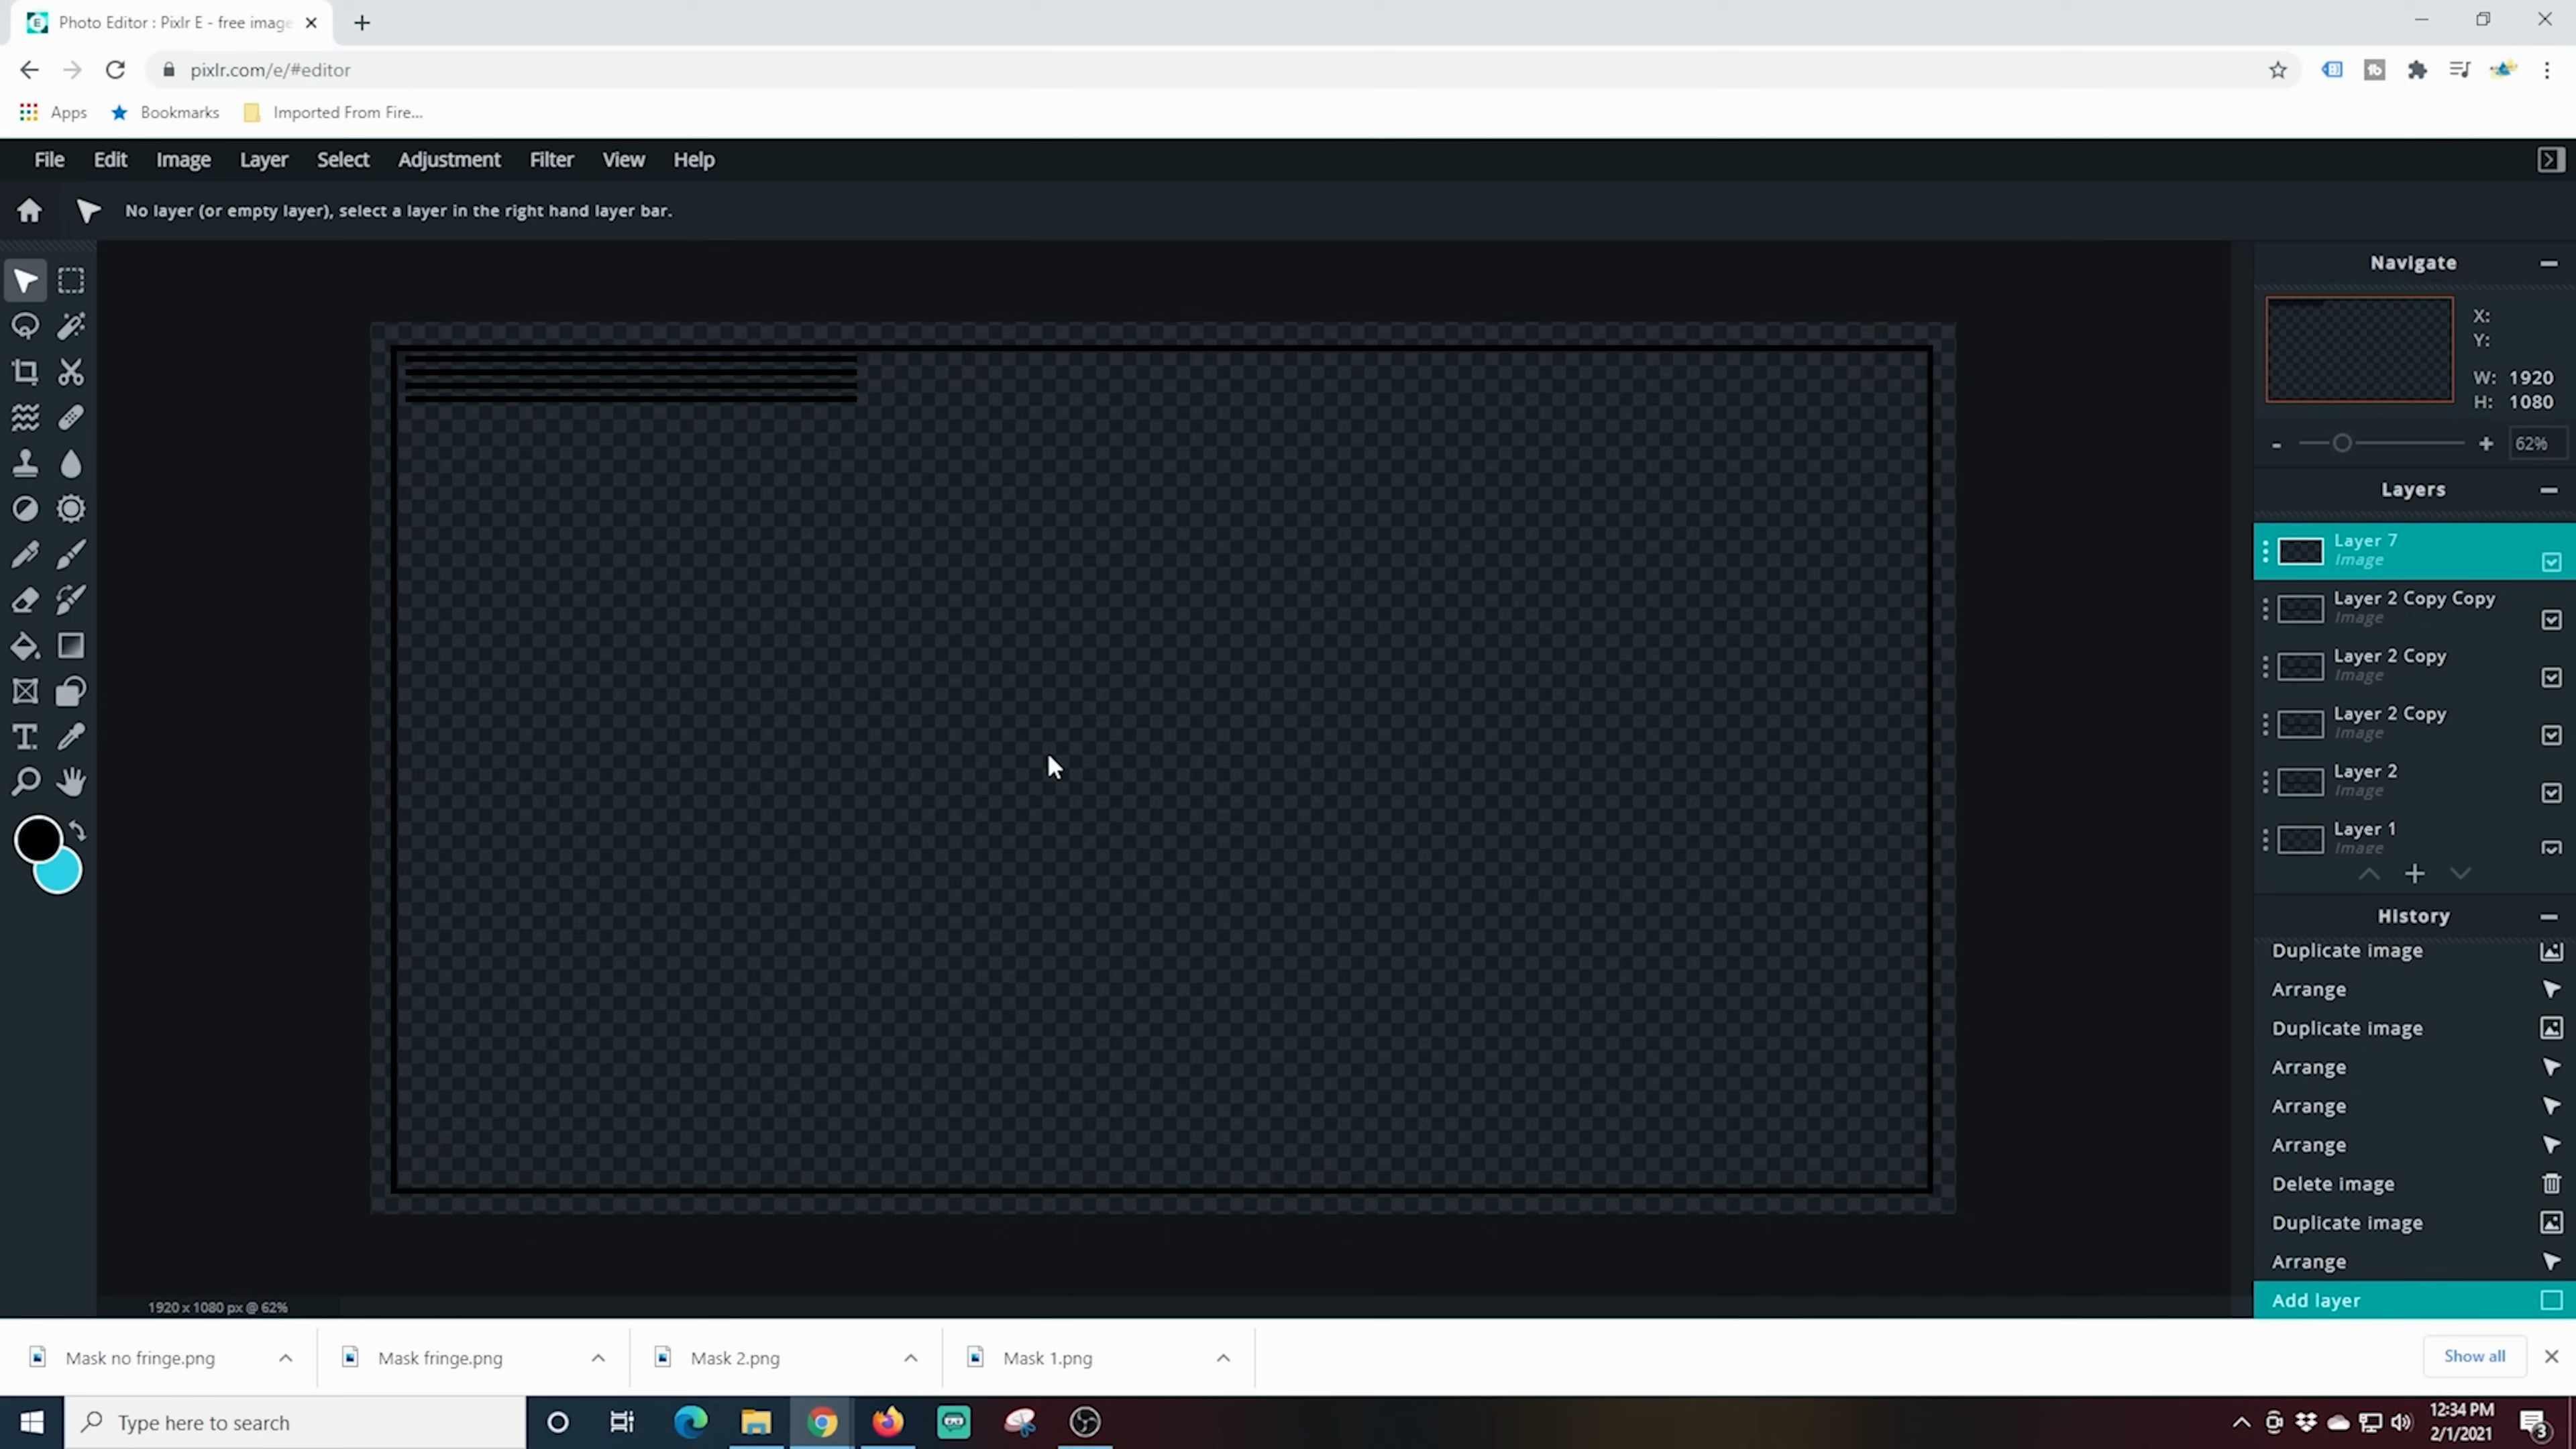 Photo Editor : Pixlr E - free image
pixlr.com/e/#editor
Apps
Bookmarks
Imported From Fire...
File
Edit
Image
Layer
Select
Adjustment
Filter
View
Help
No layer (or empty layer), select a layer in the right hand layer bar.
Navigate
X:
Y:
W: 1920
H: 1080
62%
Layers
Layer 7
Image
Layer 2 Copy Copy
Image
Layer 2 Copy
Image
Layer 2 Copy
Image
Layer 2
Image
Layer 1
Image
History
Duplicate image
Arrange
Duplicate image
Arrange
Arrange
Arrange
Delete image
Duplicate image
Arrange
Add layer
1920 x 1080 px @ 62%
Mask no fringe.png
Mask fringe.png
Mask 2.png
Mask 1.png
Show all
Type here to search
12:34 PM
2/1/2021
3